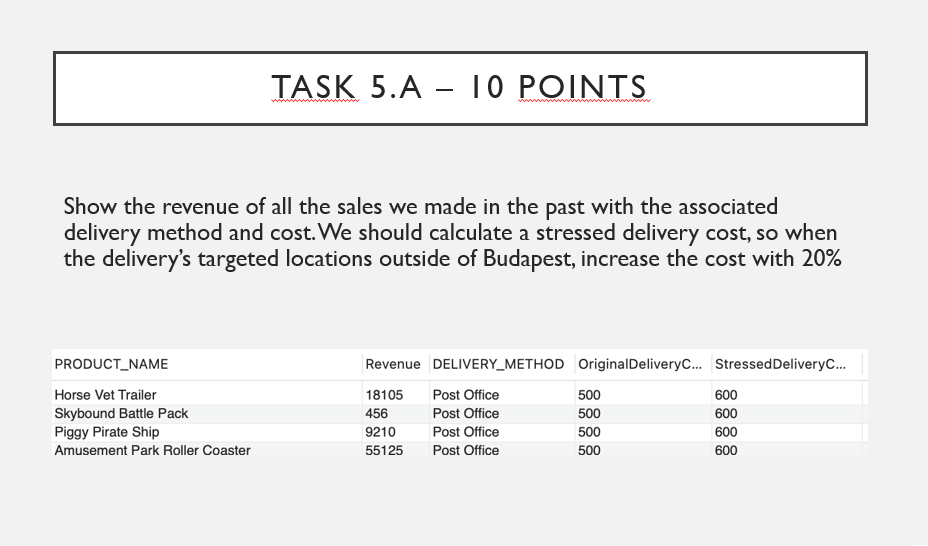 TASK 5.A – 10 POINTS
Show the revenue of all the sales we made in the past with the associated
delivery method and cost. We should calculate a stressed delivery cost, so when
the delivery's targeted locations outside of Budapest, increase the cost with 20%
PRODUCT_NAME Revenue DELIVERY_METHOD OriginalDeliveryC... StressedDeliveryC...
Horse Vet Trailer 18105 Post Office 500 600
Skybound Battle Pack 456 Post Office 500 600
Piggy Pirate Ship 9210 Post Office 500 600
Amusement Park Roller Coaster 55125 Post Office 500 600